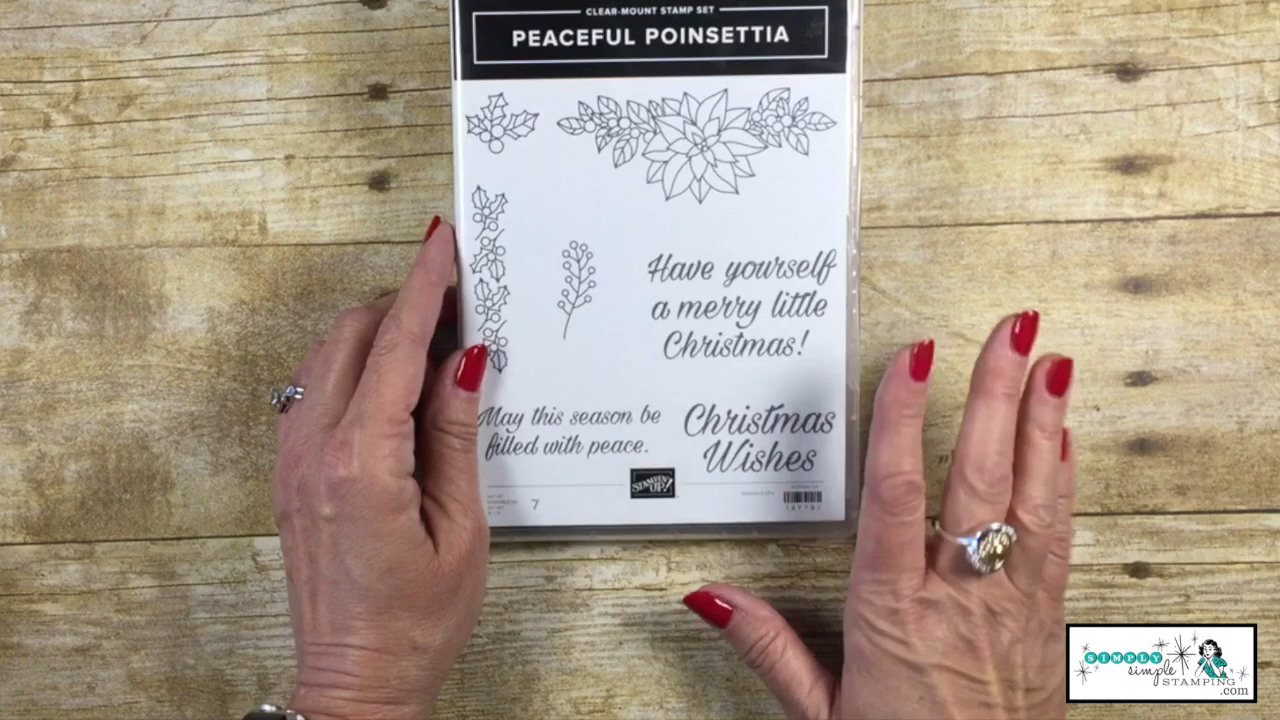 CLEAR-MOUNT STAMP SET
PEACEFUL POINSETTIA
Have yourself
a merry little
Christmas!
May this season be
filled with peace.
Christmas
Wishes
STAMPIN' UP!
7
SIMPLY
simple
STAMPING
.com